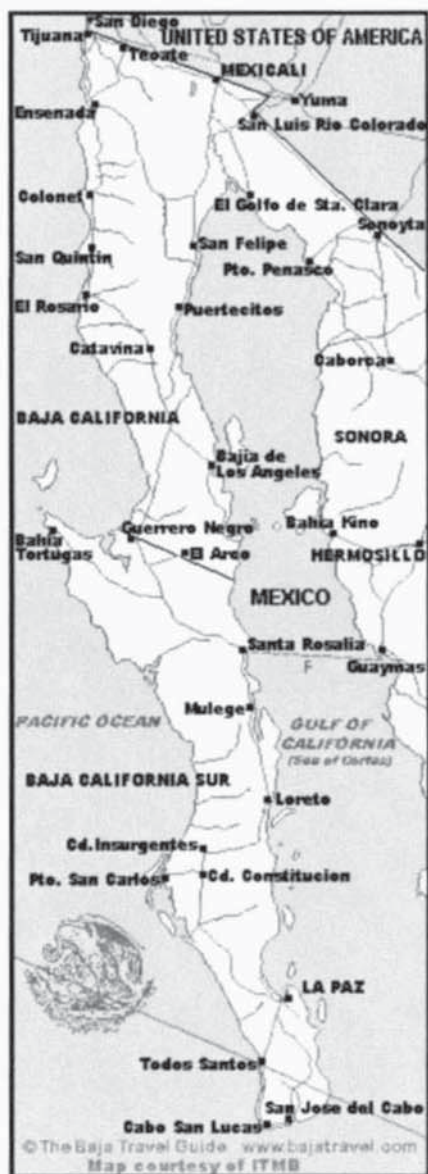 San Diego
Tijuana
UNITED STATES OF AMERICA
Tecate
MEXICALI
Yuma
Ensenada
San Luis Rio Colorado
Colonet
El Golfo de Sta. Clara
Sonoyta
San Felipe
San Quintin
Pto. Penasco
El Rosario
Puertecitos
Catavina
Caborca
BAJA CALIFORNIA
SONORA
Bajia de
Los Angeles
Guerrero Negro
Bahia Kino
Bahia
Tortugas
El Arco
HERMOSILLO
MEXICO
Santa Rosalia
F
Guaymas
Mulege
PACIFIC OCEAN
GULF OF
CALIFORNIA
(Sea of Cortez)
BAJA CALIFORNIA SUR
Loreto
Cd.Insurgentes
Pto. San Carlos
Cd. Constitucion
LA PAZ
Todos Santos
San Jose del Cabo
Cabo San Lucas
© The Baja Travel Guide www.bajatravel.com
Map courtesy of ITMB